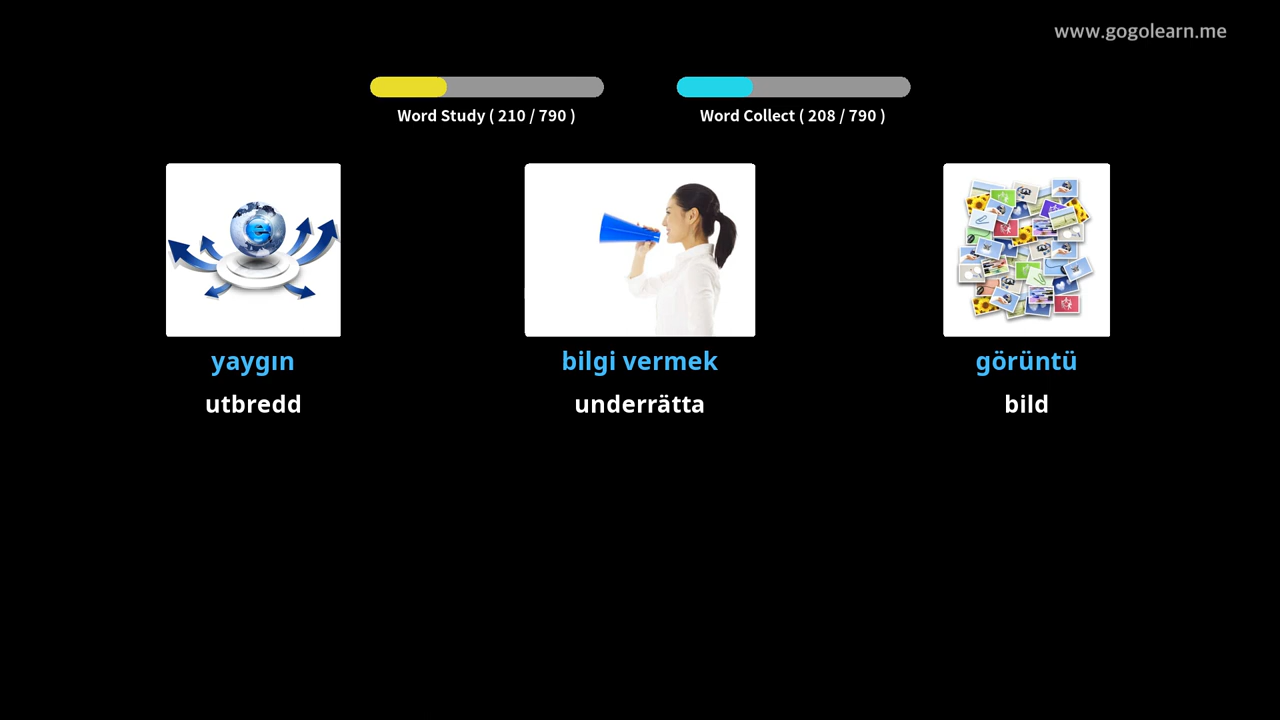 www.gogolearn.me
Word Study ( 210 / 790 )
Word Collect ( 208 / 790 )
e
yaygın
bilgi vermek
görüntü
utbredd
underrätta
bild